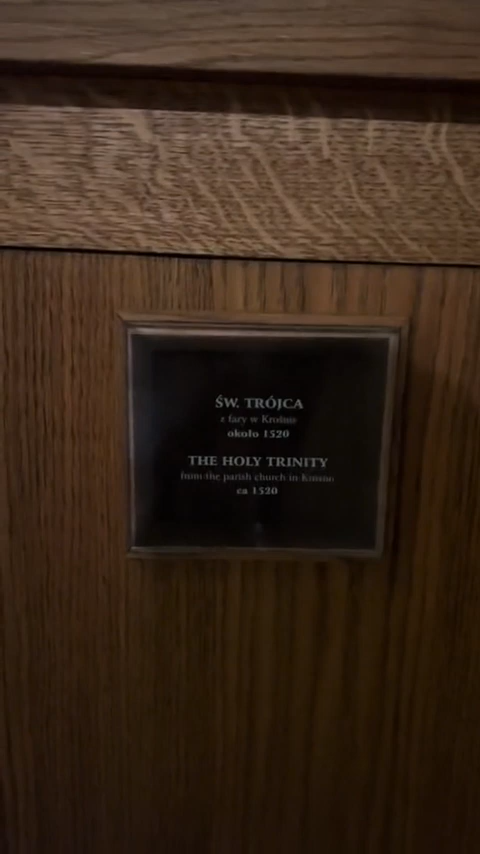 ŚW. TRÓJCA
z fary w Krośnie
około 1520
THE HOLY TRINITY
from the parish church in Krosno
ca 1520